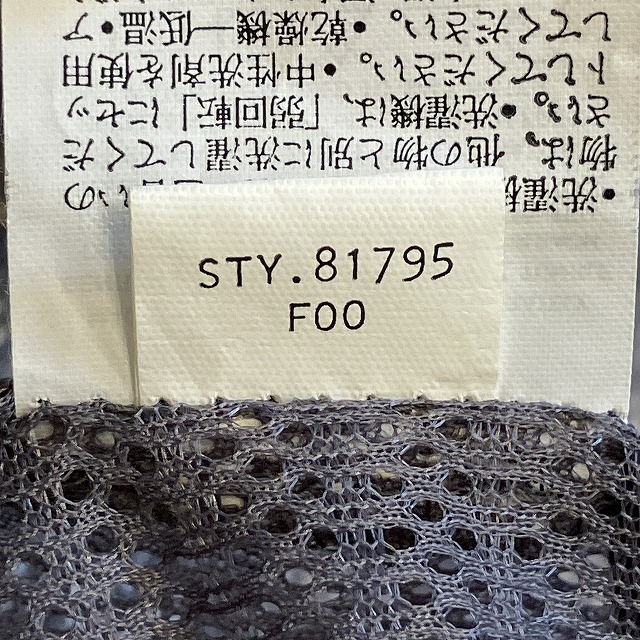 STY.81795
F00
•洗濯
物は、他の物と別に洗濯してくだ
さい。•洗濯機は、「弱回転」にセッ
トしてください。•中性洗剤を使用
してください。•乾燥機―低温•ア